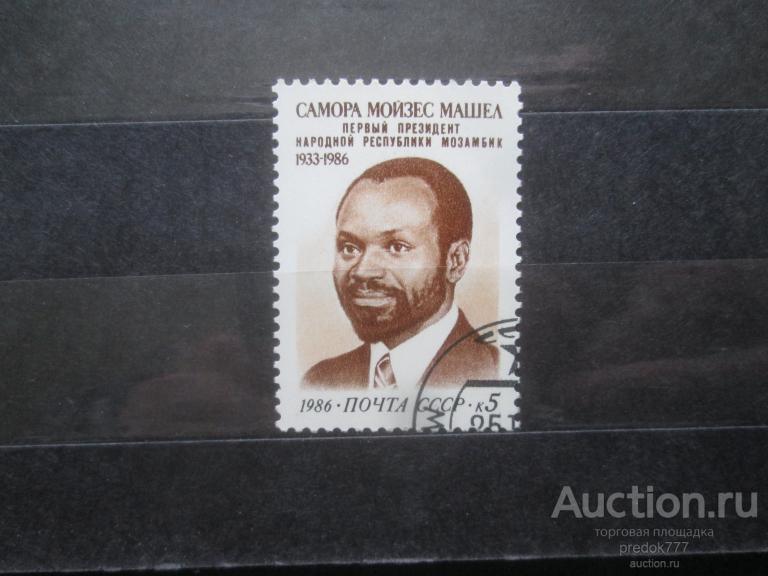 САМОРА МОЙЗЕС МАШЕЛ
ПЕРВЫЙ ПРЕЗИДЕНТ
НАРОДНОЙ РЕСПУБЛИКИ МОЗАМБИК
1933-1986
1986 · ПОЧТА СССР · к5
Auction.ru
торговая площадка
predok777
auction.ru